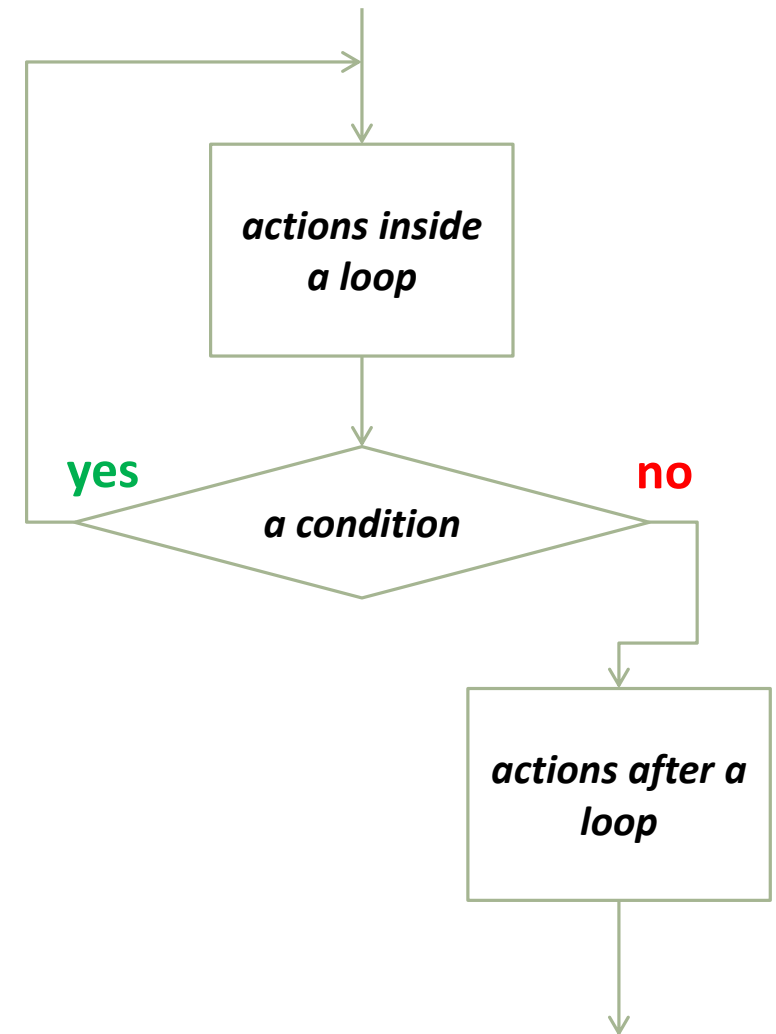 actions inside
a loop
yes
no
a condition
actions after a
loop